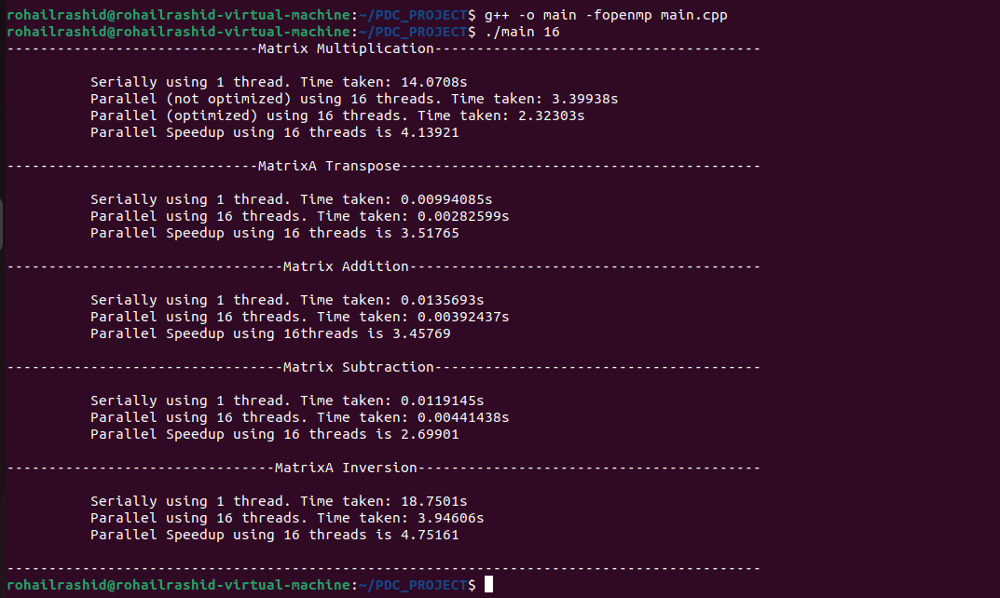 rohailrashid@rohailrashid-virtual-machine:~/PDC_PROJECT$ g++ -o main -fopenmp main.cpp
rohailrashid@rohailrashid-virtual-machine:~/PDC_PROJECT$ ./main 16
------------------------------Matrix Multiplication---------------------------------------
Serially using 1 thread. Time taken: 14.0708s
Parallel (not optimized) using 16 threads. Time taken: 3.39938s
Parallel (optimized) using 16 threads. Time taken: 2.32303s
Parallel Speedup using 16 threads is 4.13921
------------------------------MatrixA Transpose-------------------------------------------
Serially using 1 thread. Time taken: 0.00994085s
Parallel using 16 threads. Time taken: 0.00282599s
Parallel Speedup using 16 threads is 3.51765
---------------------------------Matrix Addition------------------------------------------
Serially using 1 thread. Time taken: 0.0135693s
Parallel using 16 threads. Time taken: 0.00392437s
Parallel Speedup using 16threads is 3.45769
---------------------------------Matrix Subtraction---------------------------------------
Serially using 1 thread. Time taken: 0.0119145s
Parallel using 16 threads. Time taken: 0.00441438s
Parallel Speedup using 16 threads is 2.69901
--------------------------------MatrixA Inversion-----------------------------------------
Serially using 1 thread. Time taken: 18.7501s
Parallel using 16 threads. Time taken: 3.94606s
Parallel Speedup using 16 threads is 4.75161
------------------------------------------------------------------------------------------
rohailrashid@rohailrashid-virtual-machine:~/PDC_PROJECT$